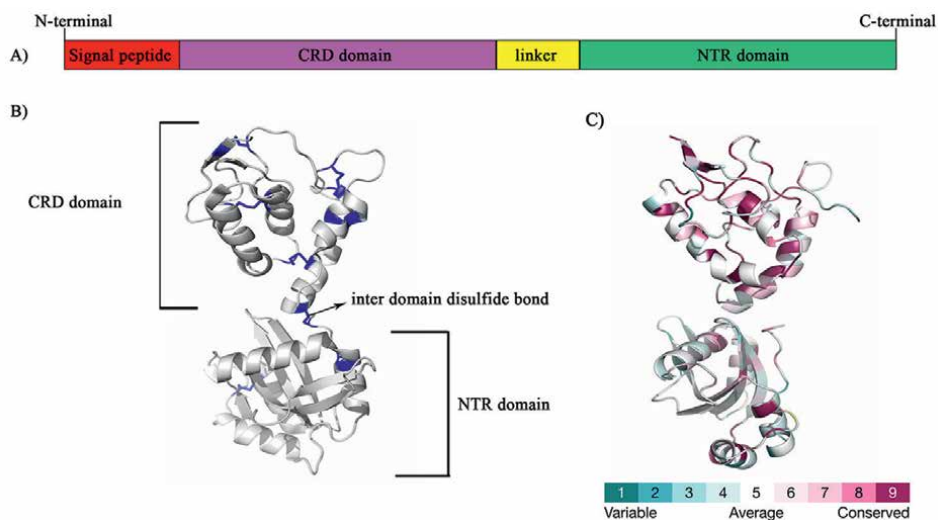 N-terminal C-terminal
A) Signal peptide CRD domain linker NTR domain
B) C)
CRD domain
inter domain disulfide bond
NTR domain
1 2 3 4 5 6 7 8 9
Variable Average Conserved